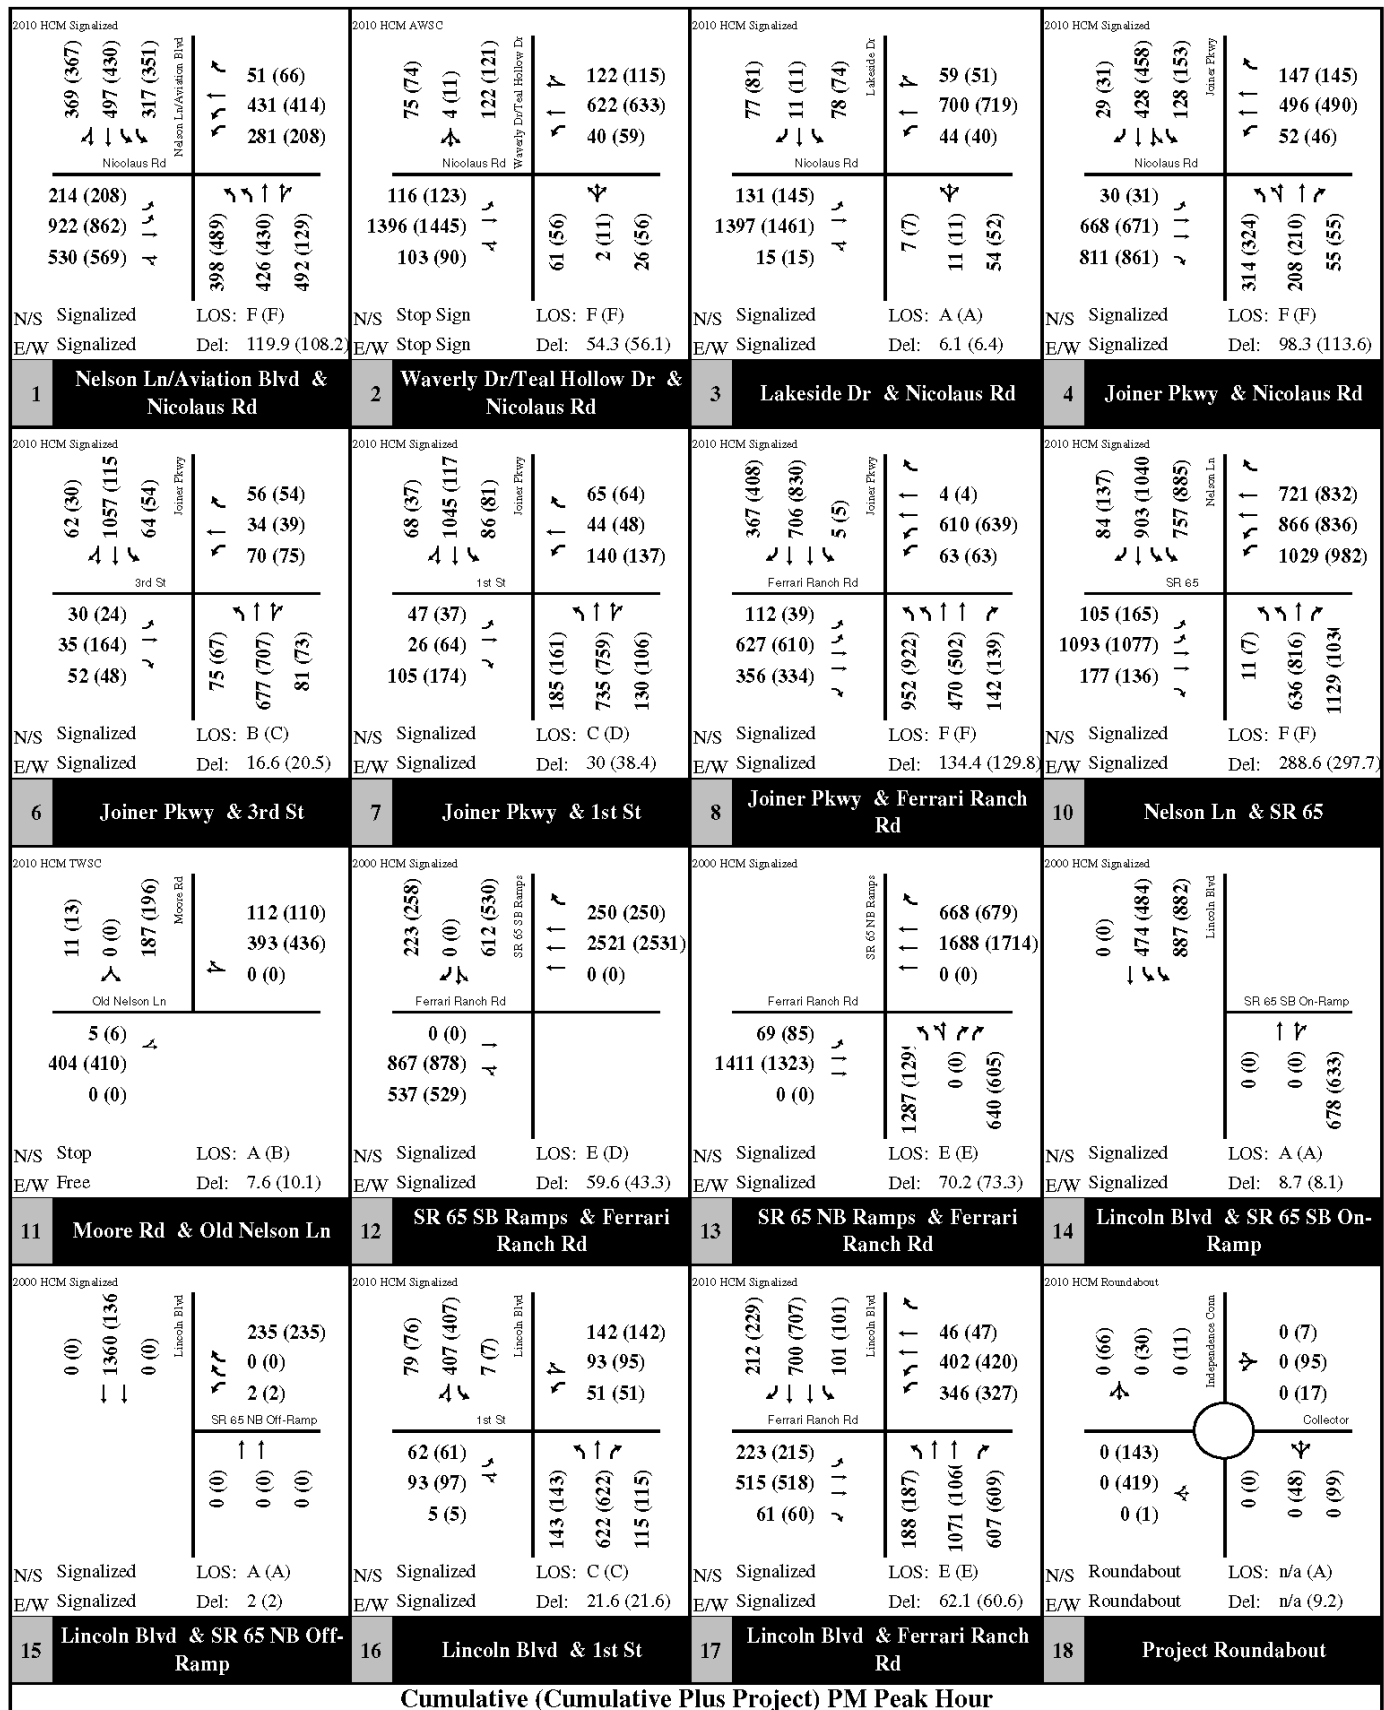 2010 HCM Signalized
369 (367)
497 (430)
317 (351)
Nelson Ln/Aviation Blvd
51 (66)
431 (414)
281 (208)
Nicolaus Rd
214 (208)
922 (862)
530 (569)
398 (489)
426 (430)
492 (129)
N/S Signalized LOS: F (F)
E/W Signalized Del: 119.9 (108.2)
1 Nelson Ln/Aviation Blvd &
Nicolaus Rd
2010 HCM AWSC
75 (74)
4 (11)
122 (121)
Waverly Dr/Teal Hollow Dr
122 (115)
622 (633)
40 (59)
Nicolaus Rd
116 (123)
1396 (1445)
103 (90)
61 (56)
2 (11)
26 (56)
N/S Stop Sign LOS: F (F)
E/W Stop Sign Del: 54.3 (56.1)
2 Waverly Dr/Teal Hollow Dr &
Nicolaus Rd
2010 HCM Signalized
77 (81)
11 (11)
78 (74)
Lakeside Dr
59 (51)
700 (719)
44 (40)
Nicolaus Rd
131 (145)
1397 (1461)
15 (15)
7 (7)
11 (11)
54 (52)
N/S Signalized LOS: A (A)
E/W Signalized Del: 6.1 (6.4)
3 Lakeside Dr & Nicolaus Rd
2010 HCM Signalized
29 (31)
428 (458)
128 (153)
Joiner Pkwy
147 (145)
496 (490)
52 (46)
Nicolaus Rd
30 (31)
668 (671)
811 (861)
314 (324)
208 (210)
55 (55)
N/S Signalized LOS: F (F)
E/W Signalized Del: 98.3 (113.6)
4 Joiner Pkwy & Nicolaus Rd
2010 HCM Signalized
62 (30)
1057 (115
64 (54)
Joiner Pkwy
56 (54)
34 (39)
70 (75)
3rd St
30 (24)
35 (164)
52 (48)
75 (67)
677 (707)
81 (73)
N/S Signalized LOS: B (C)
E/W Signalized Del: 16.6 (20.5)
6 Joiner Pkwy & 3rd St
2010 HCM Signalized
68 (37)
1045 (117
86 (81)
Joiner Pkwy
65 (64)
44 (48)
140 (137)
1st St
47 (37)
26 (64)
105 (174)
185 (161)
735 (759)
130 (106)
N/S Signalized LOS: C (D)
E/W Signalized Del: 30 (38.4)
7 Joiner Pkwy & 1st St
2010 HCM Signalized
367 (408)
706 (830)
5 (5)
Joiner Pkwy
4 (4)
610 (639)
63 (63)
Ferrari Ranch Rd
112 (39)
627 (610)
356 (334)
952 (922)
470 (502)
142 (139)
N/S Signalized LOS: F (F)
E/W Signalized Del: 134.4 (129.8)
8 Joiner Pkwy & Ferrari Ranch
Rd
2010 HCM Signalized
84 (137)
903 (1040
757 (885)
Nelson Ln
721 (832)
866 (836)
1029 (982)
SR 65
105 (165)
1093 (1077)
177 (136)
11 (7)
636 (816)
1129 (103
N/S Signalized LOS: F (F)
E/W Signalized Del: 288.6 (297.7)
10 Nelson Ln & SR 65
2010 HCM TWSC
11 (13)
0 (0)
187 (196)
Moore Rd
112 (110)
393 (436)
0 (0)
Old Nelson Ln
5 (6)
404 (410)
0 (0)
N/S Stop LOS: A (B)
E/W Free Del: 7.6 (10.1)
11 Moore Rd & Old Nelson Ln
2000 HCM Signalized
223 (258)
0 (0)
612 (530)
SR 65 SB Ramps
250 (250)
2521 (2531)
0 (0)
Ferrari Ranch Rd
0 (0)
867 (878)
537 (529)
N/S Signalized LOS: E (D)
E/W Signalized Del: 59.6 (43.3)
12 SR 65 SB Ramps & Ferrari
Ranch Rd
2000 HCM Signalized
SR 65 NB Ramps
668 (679)
1688 (1714)
0 (0)
Ferrari Ranch Rd
69 (85)
1411 (1323)
0 (0)
1287 (129
0 (0)
640 (605)
N/S Signalized LOS: E (E)
E/W Signalized Del: 70.2 (73.3)
13 SR 65 NB Ramps & Ferrari
Ranch Rd
2000 HCM Signalized
0 (0)
474 (484)
887 (882)
Lincoln Blvd
SR 65 SB On-Ramp
0 (0)
0 (0)
678 (633)
N/S Signalized LOS: A (A)
E/W Signalized Del: 8.7 (8.1)
14 Lincoln Blvd & SR 65 SB On-
Ramp
2000 HCM Signalized
0 (0)
1360 (136
0 (0)
Lincoln Blvd
235 (235)
0 (0)
2 (2)
SR 65 NB Off-Ramp
0 (0)
0 (0)
0 (0)
N/S Signalized LOS: A (A)
E/W Signalized Del: 2 (2)
15 Lincoln Blvd & SR 65 NB Off-
Ramp
2010 HCM Signalized
79 (76)
407 (407)
7 (7)
Lincoln Blvd
142 (142)
93 (95)
51 (51)
1st St
62 (61)
93 (97)
5 (5)
143 (143)
622 (622)
115 (115)
N/S Signalized LOS: C (C)
E/W Signalized Del: 21.6 (21.6)
16 Lincoln Blvd & 1st St
2010 HCM Signalized
212 (229)
700 (707)
101 (101)
Lincoln Blvd
46 (47)
402 (420)
346 (327)
Ferrari Ranch Rd
223 (215)
515 (518)
61 (60)
188 (187)
1071 (106
607 (609)
N/S Signalized LOS: E (E)
E/W Signalized Del: 62.1 (60.6)
17 Lincoln Blvd & Ferrari Ranch
Rd
2010 HCM Roundabout
0 (66)
0 (30)
0 (11)
Independence Conn
0 (7)
0 (95)
0 (17)
Collector
0 (143)
0 (419)
0 (1)
0 (0)
0 (48)
0 (99)
N/S Roundabout LOS: n/a (A)
E/W Roundabout Del: n/a (9.2)
18 Project Roundabout
Cumulative (Cumulative Plus Project) PM Peak Hour